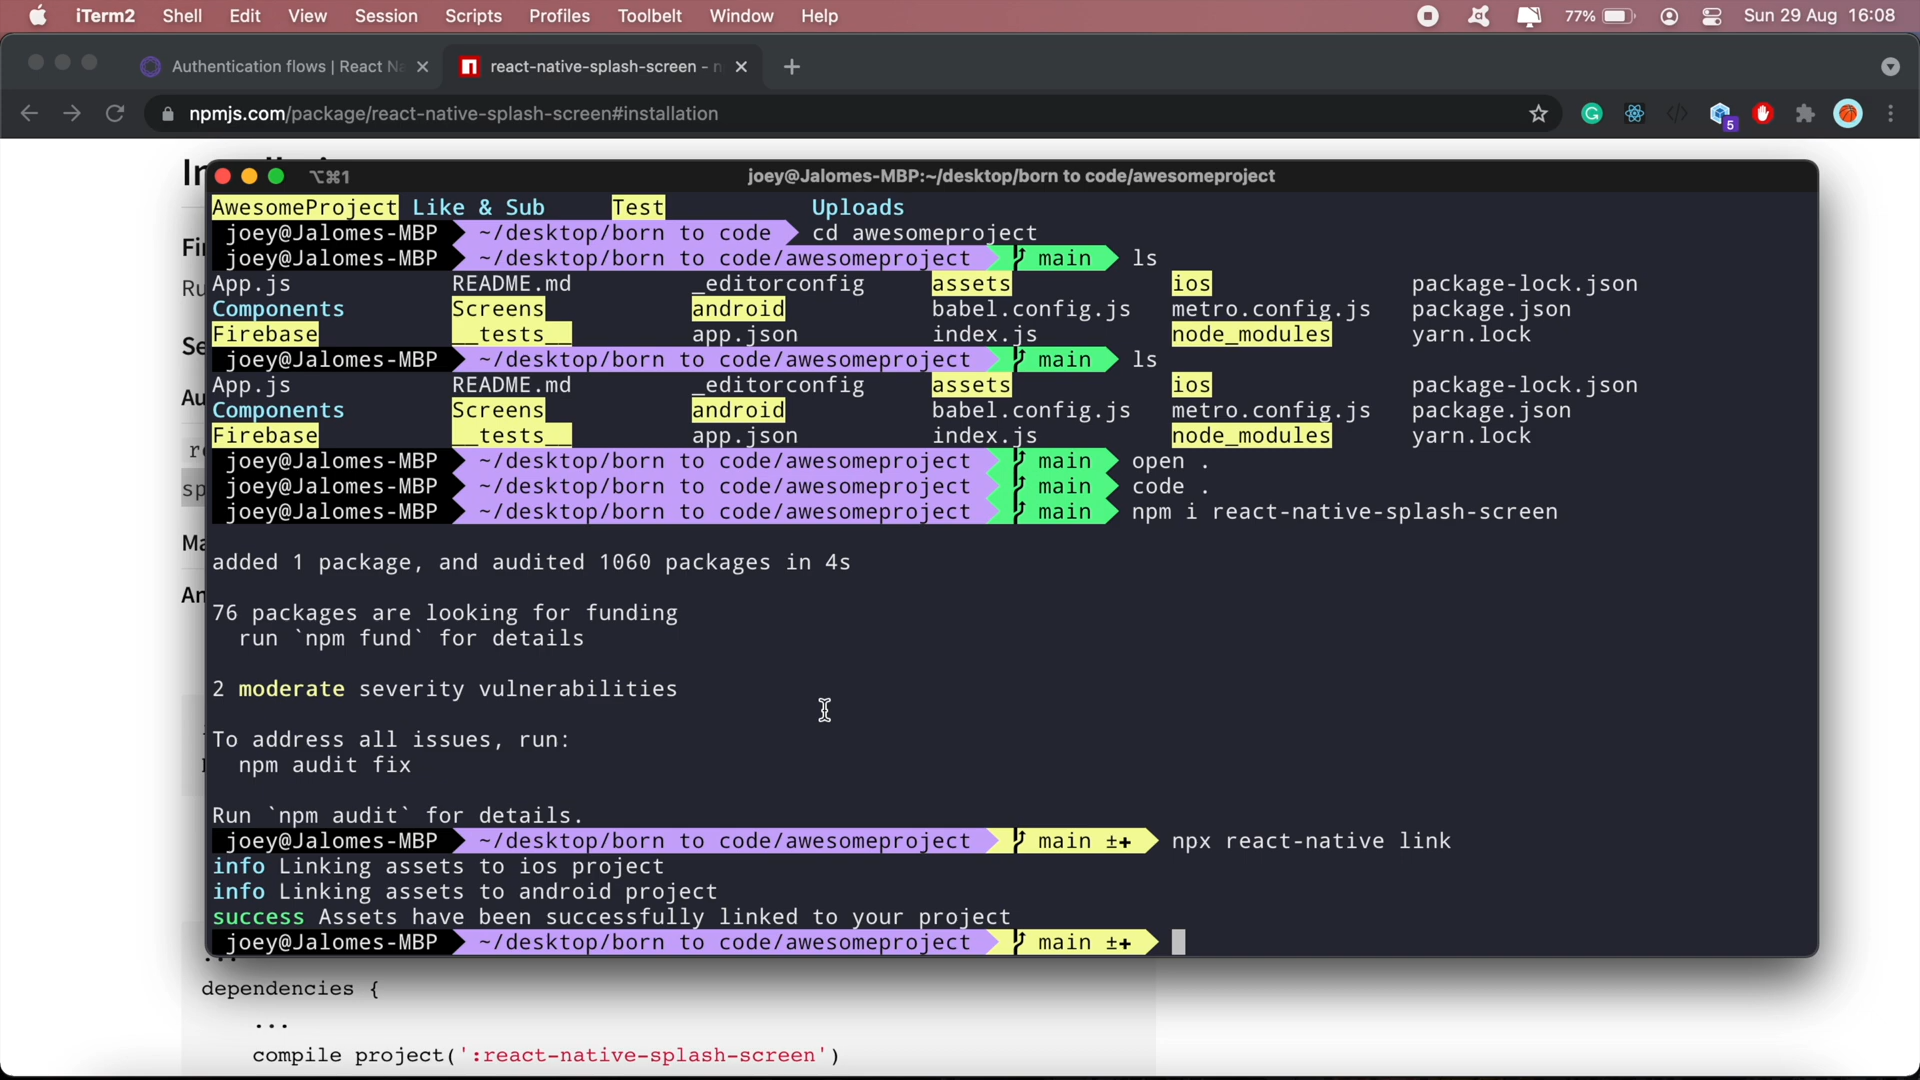 iTerm2 Shell Edit View Session Scripts Profiles Toolbelt Window Help 77% Sun 29 Aug 16:08
Authentication flows | React Na react-native-splash-screen - n
npmjs.com/package/react-native-splash-screen#installation
5
⌥⌘1 joey@Jalomes-MBP:~/desktop/born to code/awesomeproject
AwesomeProject Like & Sub Test Uploads
joey@Jalomes-MBP ~/desktop/born to code cd awesomeproject
joey@Jalomes-MBP ~/desktop/born to code/awesomeproject main ls
App.js README.md _editorconfig assets ios package-lock.json
Components Screens android babel.config.js metro.config.js package.json
Firebase __tests__ app.json index.js node_modules yarn.lock
joey@Jalomes-MBP ~/desktop/born to code/awesomeproject main ls
App.js README.md _editorconfig assets ios package-lock.json
Components Screens android babel.config.js metro.config.js package.json
Firebase __tests__ app.json index.js node_modules yarn.lock
joey@Jalomes-MBP ~/desktop/born to code/awesomeproject main open .
joey@Jalomes-MBP ~/desktop/born to code/awesomeproject main code .
joey@Jalomes-MBP ~/desktop/born to code/awesomeproject main npm i react-native-splash-screen
added 1 package, and audited 1060 packages in 4s
76 packages are looking for funding
run `npm fund` for details
2 moderate severity vulnerabilities
To address all issues, run:
npm audit fix
Run `npm audit` for details.
joey@Jalomes-MBP ~/desktop/born to code/awesomeproject main ±✚ npx react-native link
info Linking assets to ios project
info Linking assets to android project
success Assets have been successfully linked to your project
joey@Jalomes-MBP ~/desktop/born to code/awesomeproject main ±✚
...
dependencies {
...
compile project(':react-native-splash-screen')